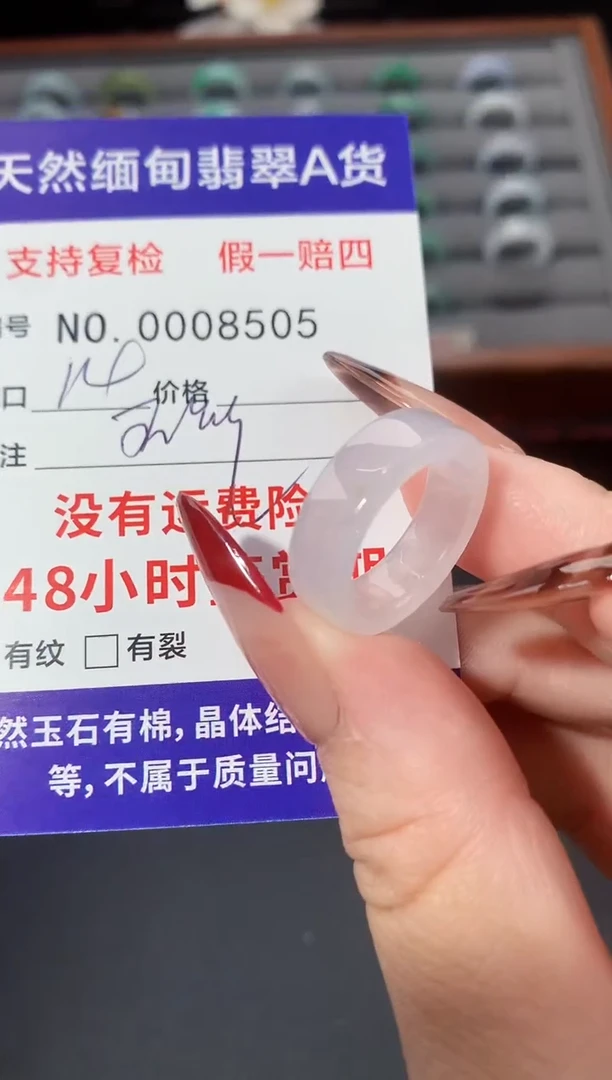 天然缅甸翡翠A货
支持复检 假一赔四
号 NO. 0008505
口 价格
注
没有运费险
48小时
有纹 □有裂
然玉石有棉,晶体结
等,不属于质量问